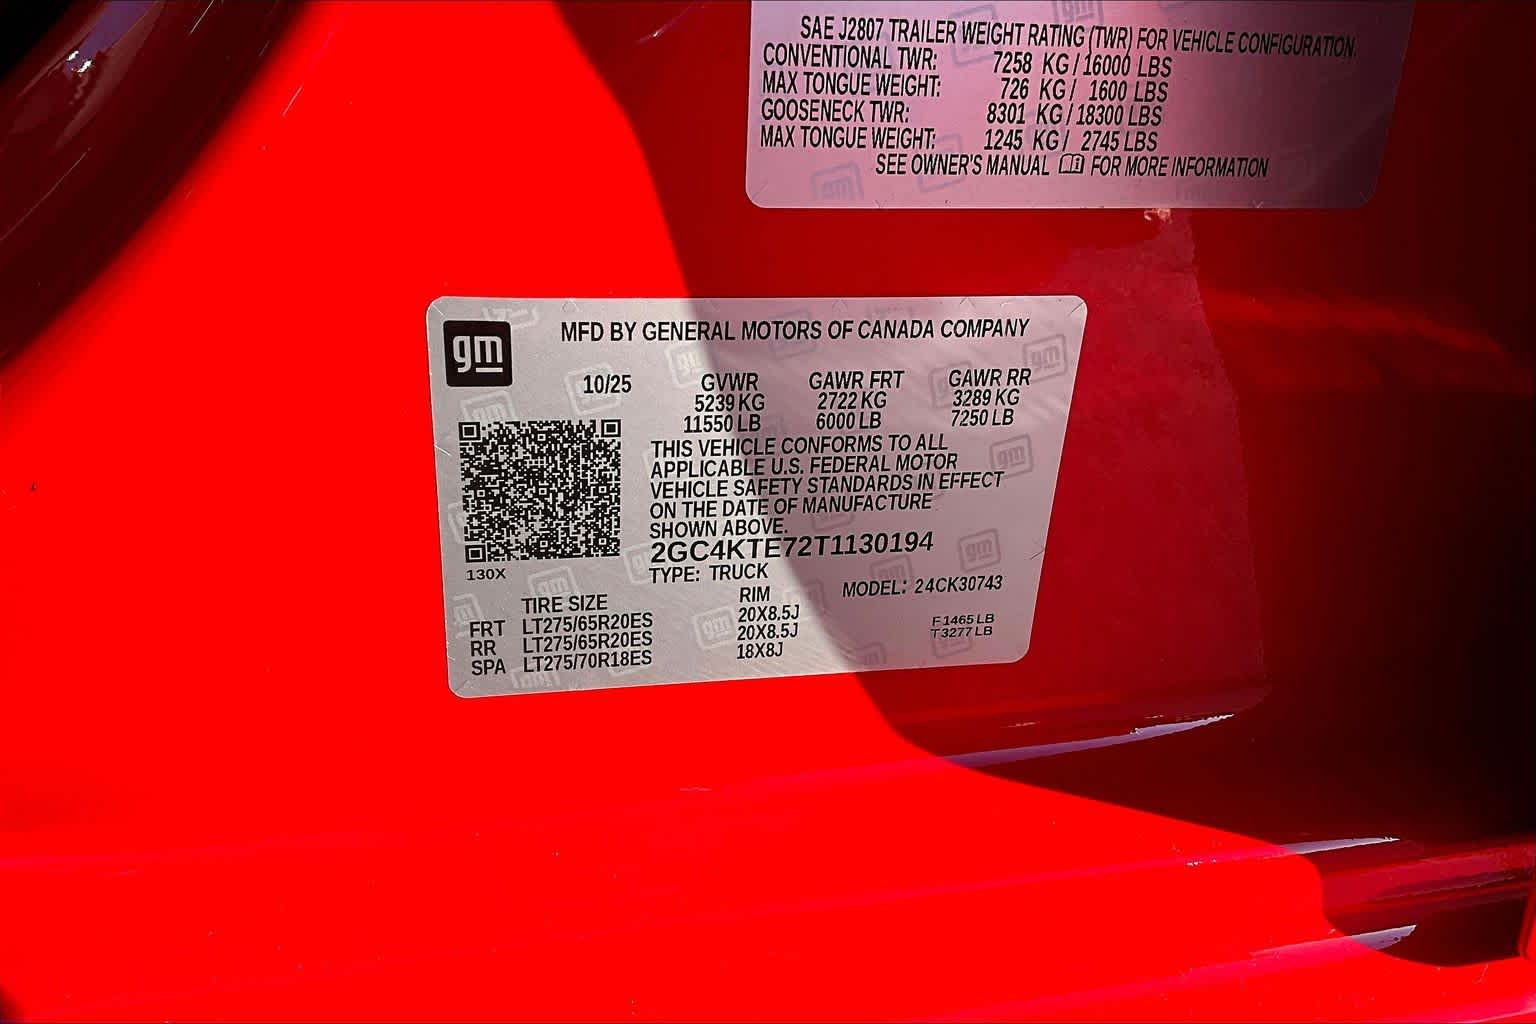 SAE J2807 TRAILER WEIGHT RATING (TWR) FOR VEHICLE CONFIGURATION.
CONVENTIONAL TWR: 7258 KG / 16000 LBS
MAX TONGUE WEIGHT: 726 KG / 1600 LBS
GOOSENECK TWR: 8301 KG / 18300 LBS
MAX TONGUE WEIGHT: 1245 KG / 2745 LBS
SEE OWNER'S MANUAL FOR MORE INFORMATION
gm
MFD BY GENERAL MOTORS OF CANADA COMPANY
10/25 GVWR GAWR FRT GAWR RR
5239 KG 2722 KG 3289 KG
11550 LB 6000 LB 7250 LB
THIS VEHICLE CONFORMS TO ALL
APPLICABLE U.S. FEDERAL MOTOR
VEHICLE SAFETY STANDARDS IN EFFECT
ON THE DATE OF MANUFACTURE
SHOWN ABOVE.
2GC4KTE72T1130194
130X
TYPE: TRUCK MODEL: 24CK30743
TIRE SIZE RIM
FRT LT275/65R20ES 20X8.5J
RR LT275/65R20ES 20X8.5J
SPA LT275/70R18ES 18X8J
F 1465 LB
T 3277 LB